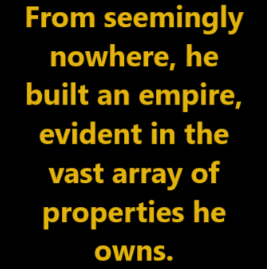 From seemingly
nowhere, he
built an empire,
evident in the
vast array of
properties he
owns.